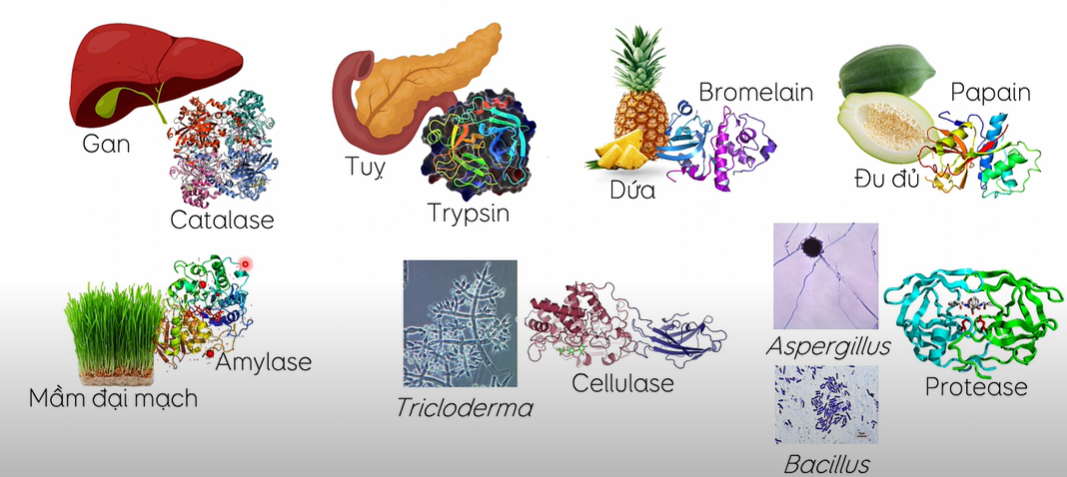 Gan
Catalase
Tuỵ
Trypsin
Bromelain
Dứa
Papain
Đu đủ
Mầm đại mạch
Amylase
Tricloderma
Cellulase
Aspergillus
Bacillus
Protease